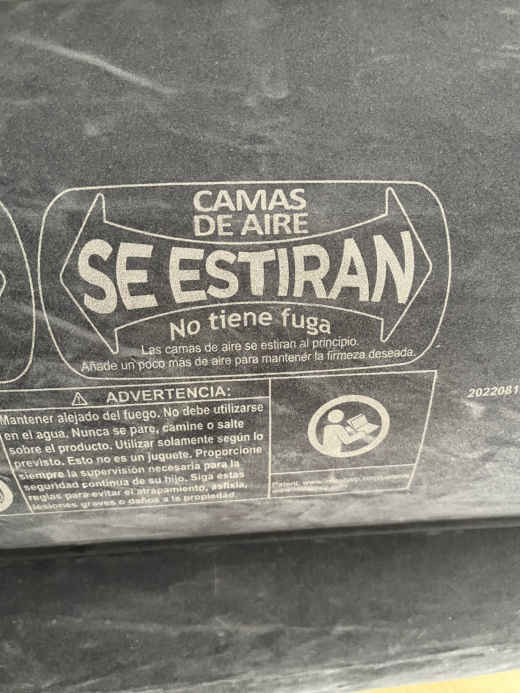 CAMAS
DE AIRE
SE ESTIRAN
No tiene fuga
Las camas de aire se estiran al principio.
Añade un poco más de aire para mantener la firmeza deseada.
ADVERTENCIA:
Mantener alejado del fuego. No debe utilizarse
en el agua. Nunca se pare, camine o salte
sobre el producto. Utilizar solamente según lo
previsto. Esto no es un juguete. Proporcione
siempre la supervisión necesaria para la
seguridad continua de su hijo. Siga estas
reglas para evitar el atrapamiento, asfixia,
lesiones graves o daños a la propiedad.
2022081